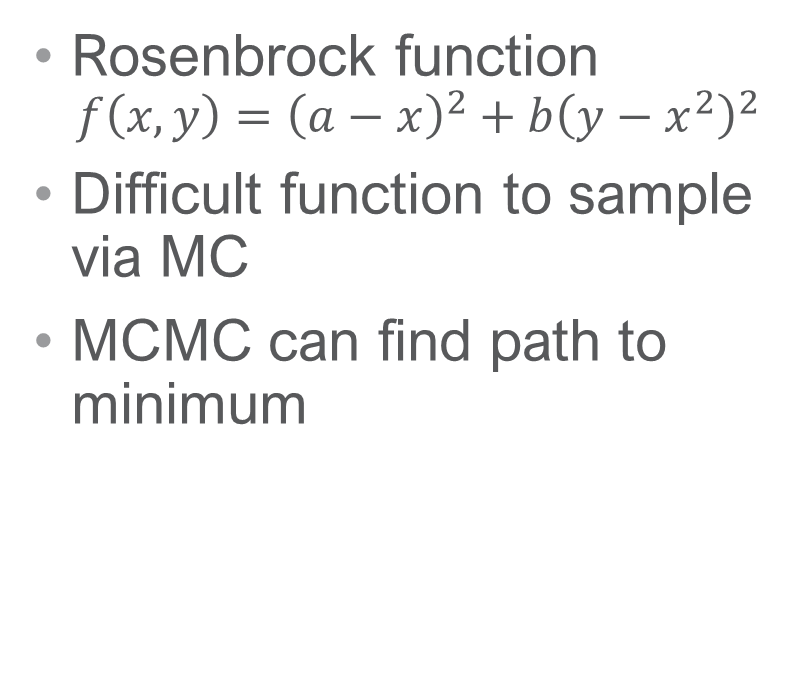 • Rosenbrock function
𝑓(𝑥, 𝑦) = (𝑎 − 𝑥)² + 𝑏(𝑦 − 𝑥²)²
• Difficult function to sample
via MC
• MCMC can find path to
minimum